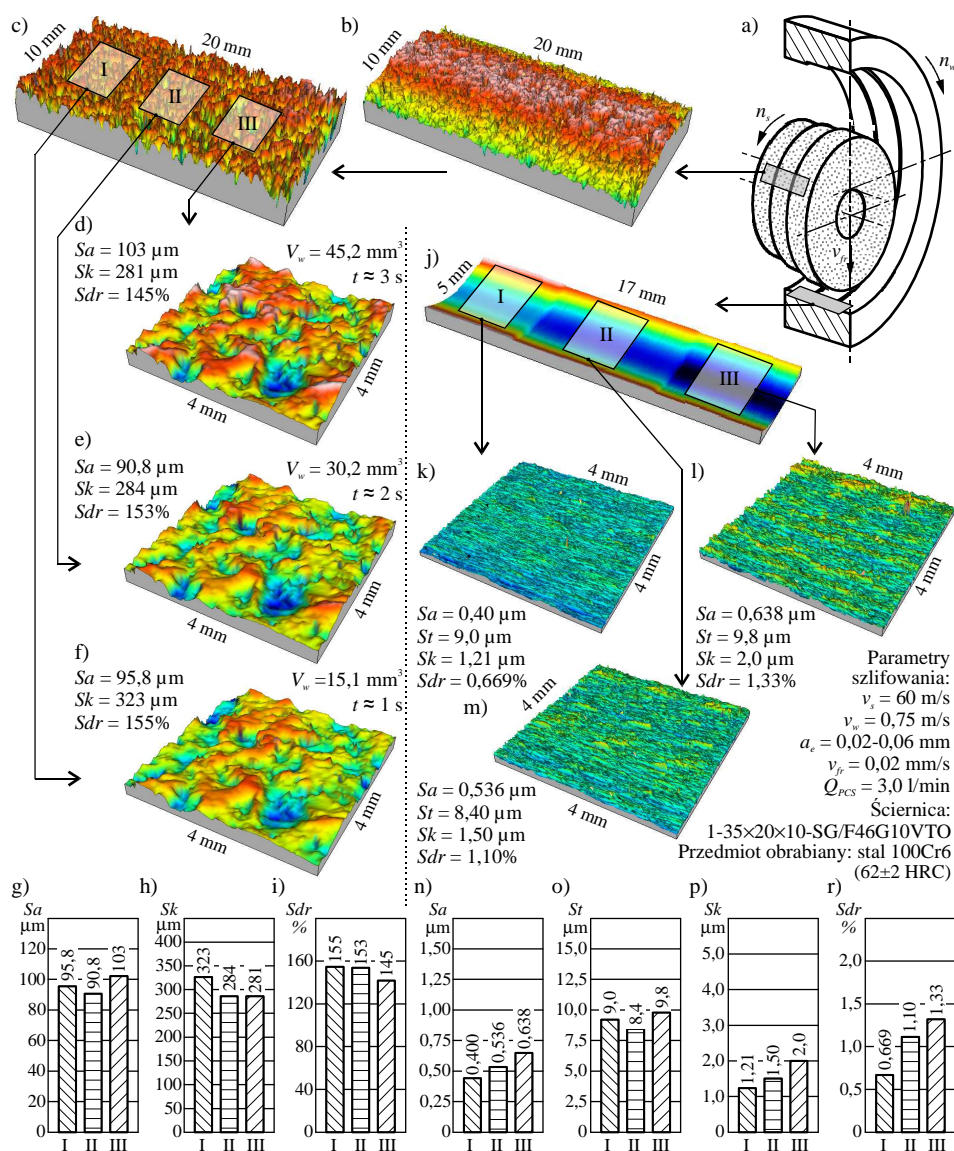 c)
10 mm
20 mm
I
II
III
b)
10 mm
20 mm
a)
n_w
n_s
v_f
d)
Sa = 103 µm
Sk = 281 µm
Sdr = 145%
V_w = 45,2 mm³
t ≈ 3 s
4 mm
4 mm
e)
Sa = 90,8 µm
Sk = 284 µm
Sdr = 153%
V_w = 30,2 mm³
t ≈ 2 s
4 mm
4 mm
f)
Sa = 95,8 µm
Sk = 323 µm
Sdr = 155%
V_w =15,1 mm³
t ≈ 1 s
4 mm
4 mm
j)
5 mm
17 mm
I
II
III
k)
4 mm
4 mm
Sa = 0,40 µm
St = 9,0 µm
Sk = 1,21 µm
Sdr = 0,669%
l)
4 mm
4 mm
Sa = 0,638 µm
St = 9,8 µm
Sk = 2,0 µm
Sdr = 1,33%
m)
4 mm
4 mm
Sa = 0,536 µm
St = 8,40 µm
Sk = 1,50 µm
Sdr = 1,10%
Parametry
szlifowania:
v_s = 60 m/s
v_w = 0,75 m/s
a_e = 0,02-0,06 mm
v_fr = 0,02 mm/s
Q_PCS = 3,0 l/min
Ściernica:
1-35×20×10-SG/F46G10VTO
Przedmiot obrabiany: stal 100Cr6
(62±2 HRC)
g)
Sa
µm
120
100
80
60
40
20
0
95,8
90,8
103
I II III
h)
Sk
µm
400
350
300
250
200
300
100
50
0
323
284
281
I II III
i)
Sdr
%
160
120
80
40
0
155
153
145
I II III
n)
Sa
µm
1,50
1,25
1,00
0,75
0,50
0,25
0,00
0,400
0,536
0,638
I II III
o)
St
µm
15,0
12,5
10,0
7,5
5,0
2,5
0
9,0
8,4
9,8
I II III
p)
Sk
µm
5,0
4,0
3,0
2,0
1,0
0
1,21
1,50
2,0
I II III
r)
Sdr
%
2,0
1,5
1.0
0,5
0
0,669
1,10
1,33
I II III